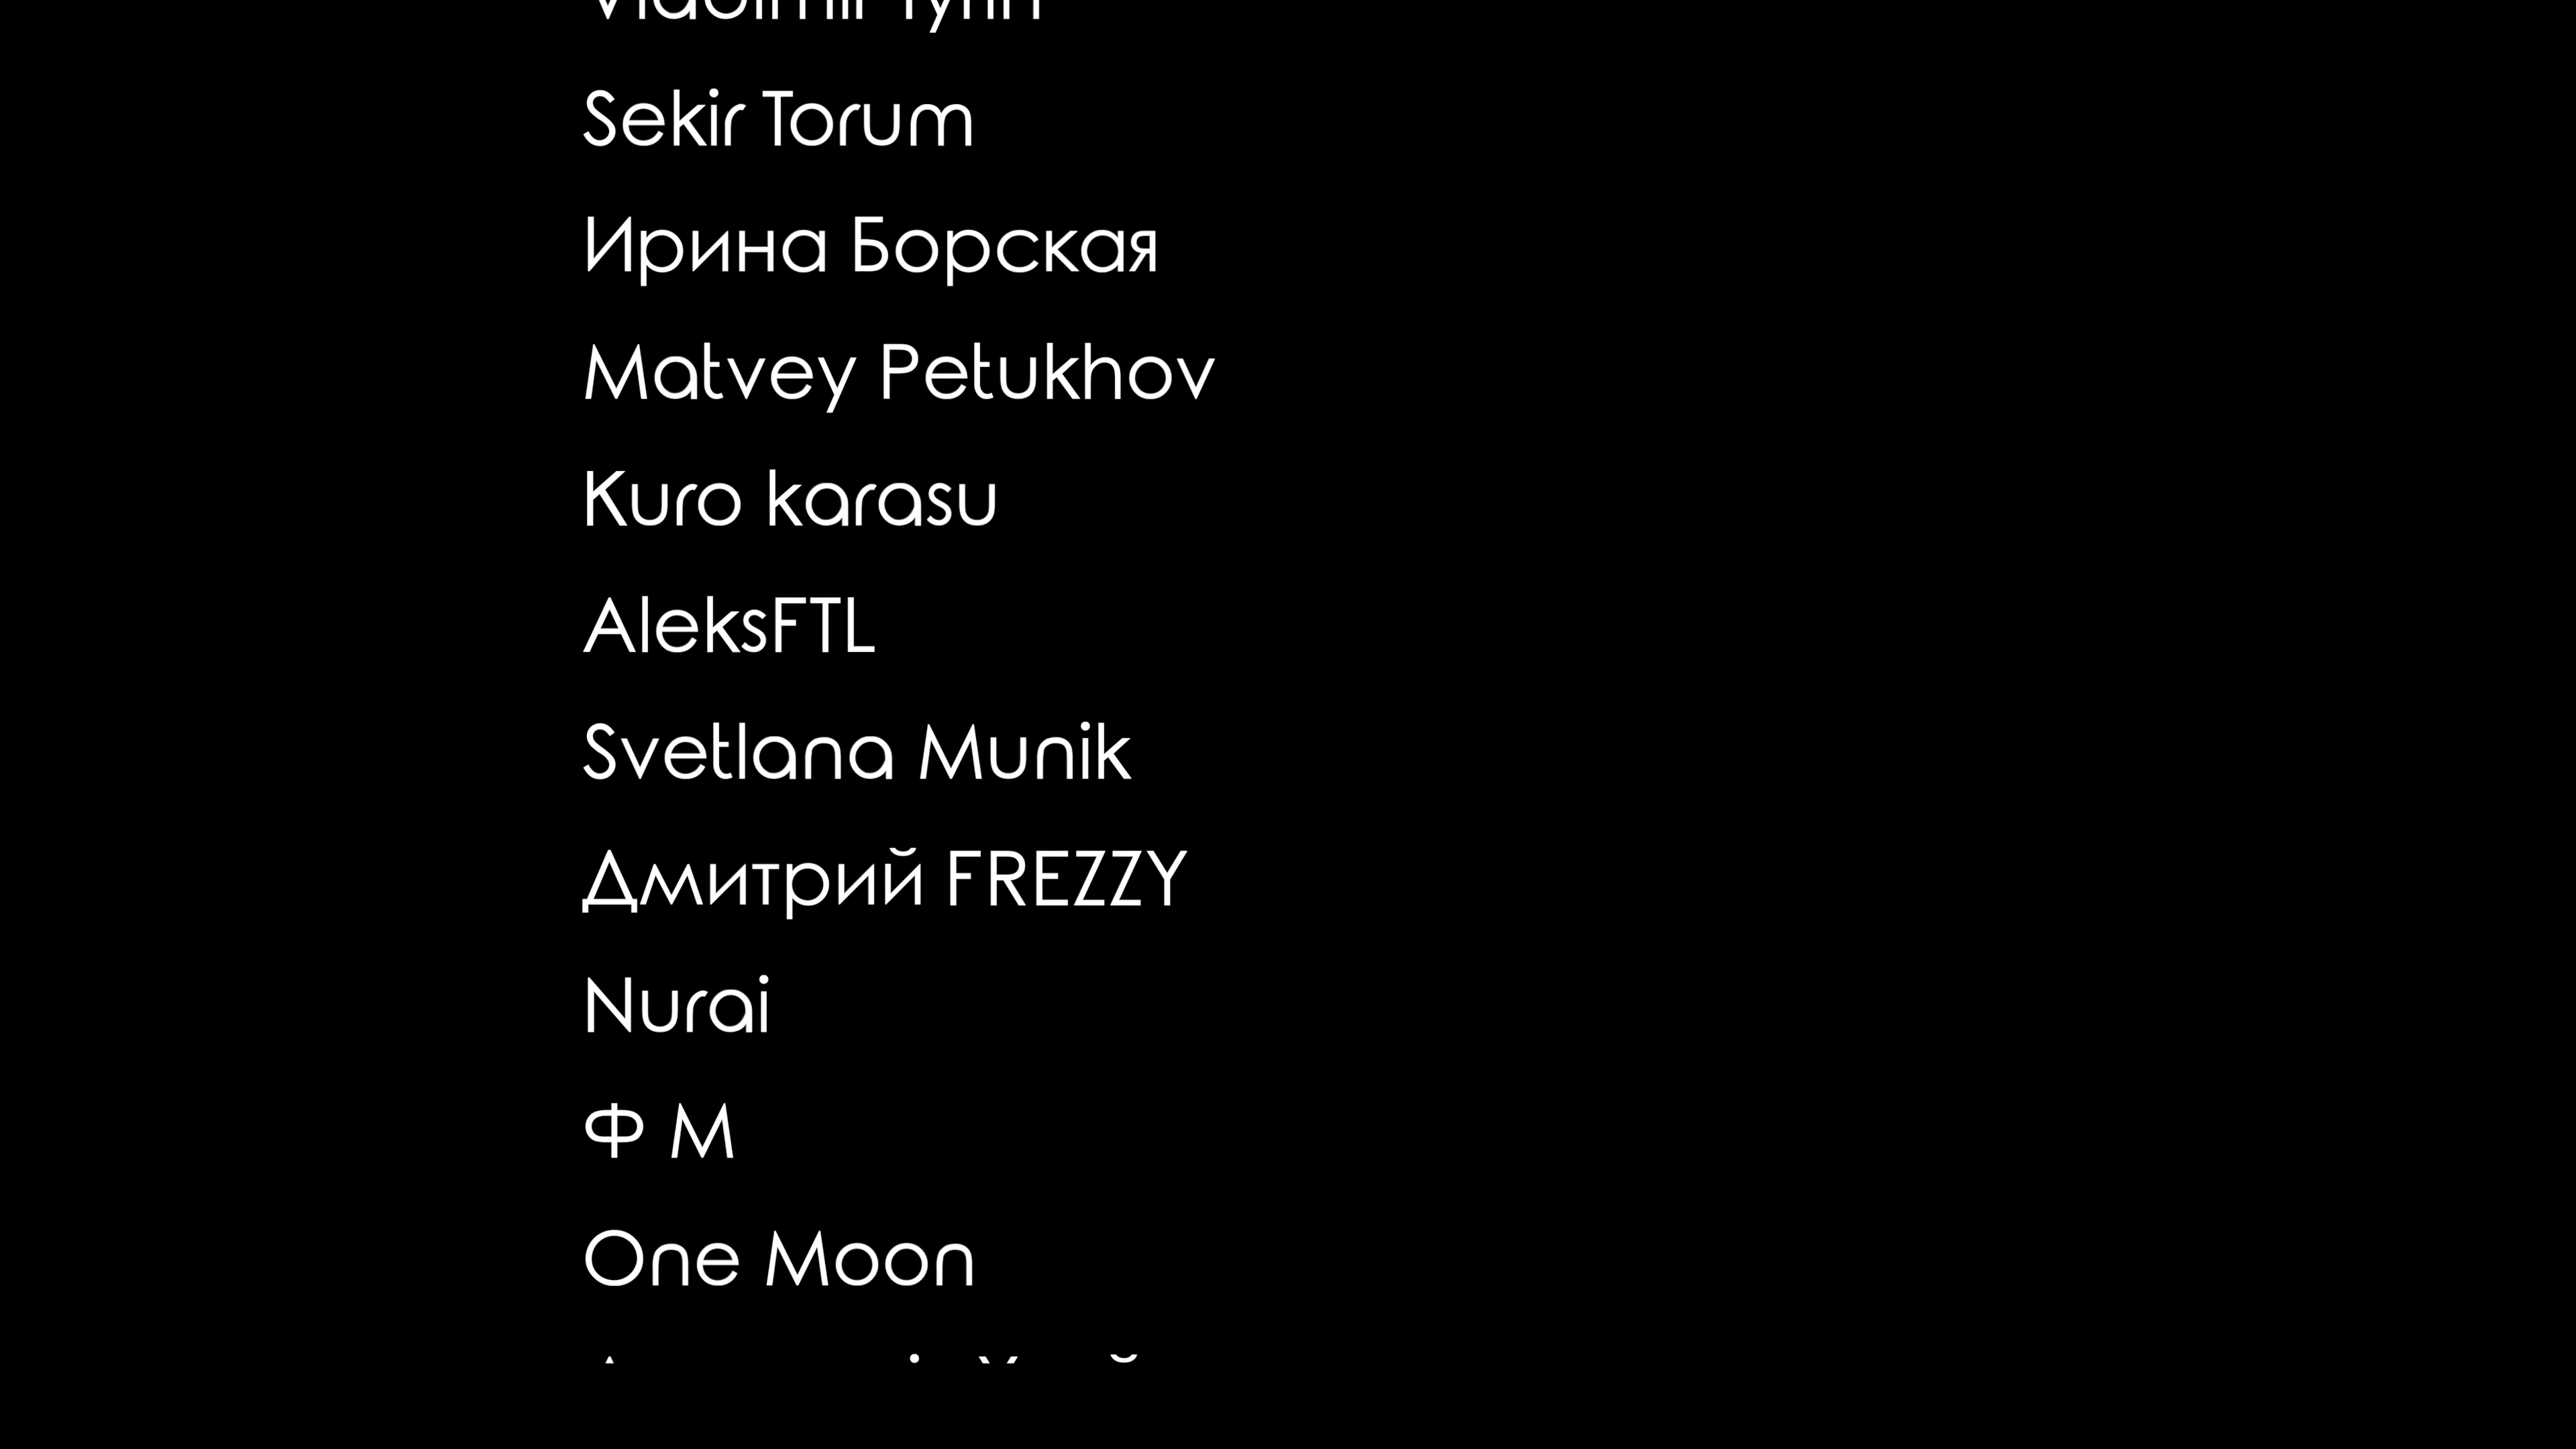 Sekir Torum
Ирина Борская
Matvey Petukhov
Kuro karasu
AleksFTL
Svetlana Munik
Дмитрий FREZZY
Nurai
Ф М
One Moon